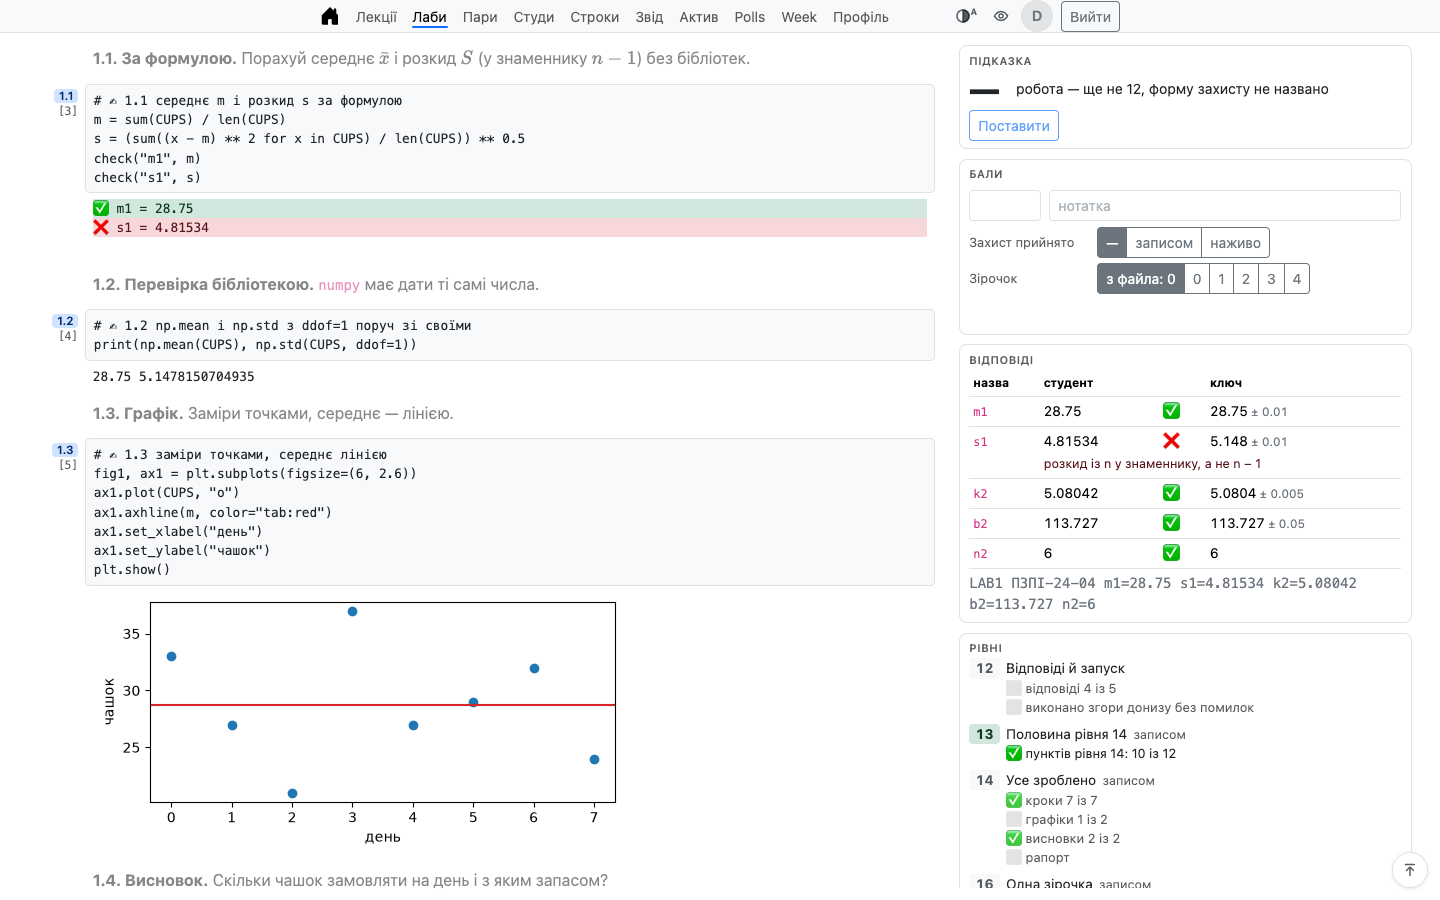 Лекції Лаби Пари Студи Строки Звід Актив Polls Week Профіль A D Вийти
1.1. За формулою. Порахуй середнє x̄ і розкид S (у знаменнику n − 1) без бібліотек.
1.1
[3]
# ✍ 1.1 середнє m і розкид s за формулою
m = sum(CUPS) / len(CUPS)
s = (sum((x - m) ** 2 for x in CUPS) / len(CUPS)) ** 0.5
check("m1", m)
check("s1", s)
✅ m1 = 28.75
❌ s1 = 4.81534
1.2. Перевірка бібліотекою. numpy має дати ті самі числа.
1.2
[4]
# ✍ 1.2 np.mean і np.std з ddof=1 поруч зі своїми
print(np.mean(CUPS), np.std(CUPS, ddof=1))
28.75 5.1478150704935
1.3. Графік. Заміри точками, середнє — лінією.
1.3
[5]
# ✍ 1.3 заміри точками, середнє лінією
fig1, ax1 = plt.subplots(figsize=(6, 2.6))
ax1.plot(CUPS, "o")
ax1.axhline(m, color="tab:red")
ax1.set_xlabel("день")
ax1.set_ylabel("чашок")
plt.show()
35
30
25
чашок
0 1 2 3 4 5 6 7
день
1.4. Висновок. Скільки чашок замовляти на день і з яким запасом?
ПІДКАЗКА
— робота — ще не 12, форму захисту не названо
Поставити
БАЛИ
нотатка
Захист прийнято — записом наживо
Зірочок з файла: 0 0 1 2 3 4
ВІДПОВІДІ
назва студент ключ
m1 28.75 ✅ 28.75 ± 0.01
s1 4.81534 ❌ 5.148 ± 0.01
розкид із n у знаменнику, а не n − 1
k2 5.08042 ✅ 5.0804 ± 0.005
b2 113.727 ✅ 113.727 ± 0.05
n2 6 ✅ 6
LAB1 ПЗПІ-24-04 m1=28.75 s1=4.81534 k2=5.08042
b2=113.727 n2=6
РІВНІ
12 Відповіді й запуск
відповіді 4 із 5
виконано згори донизу без помилок
13 Половина рівня 14 записом
✅ пунктів рівня 14: 10 із 12
14 Усе зроблено записом
✅ кроки 7 із 7
графіки 1 із 2
✅ висновки 2 із 2
рапорт
16 Одна зірочка записом